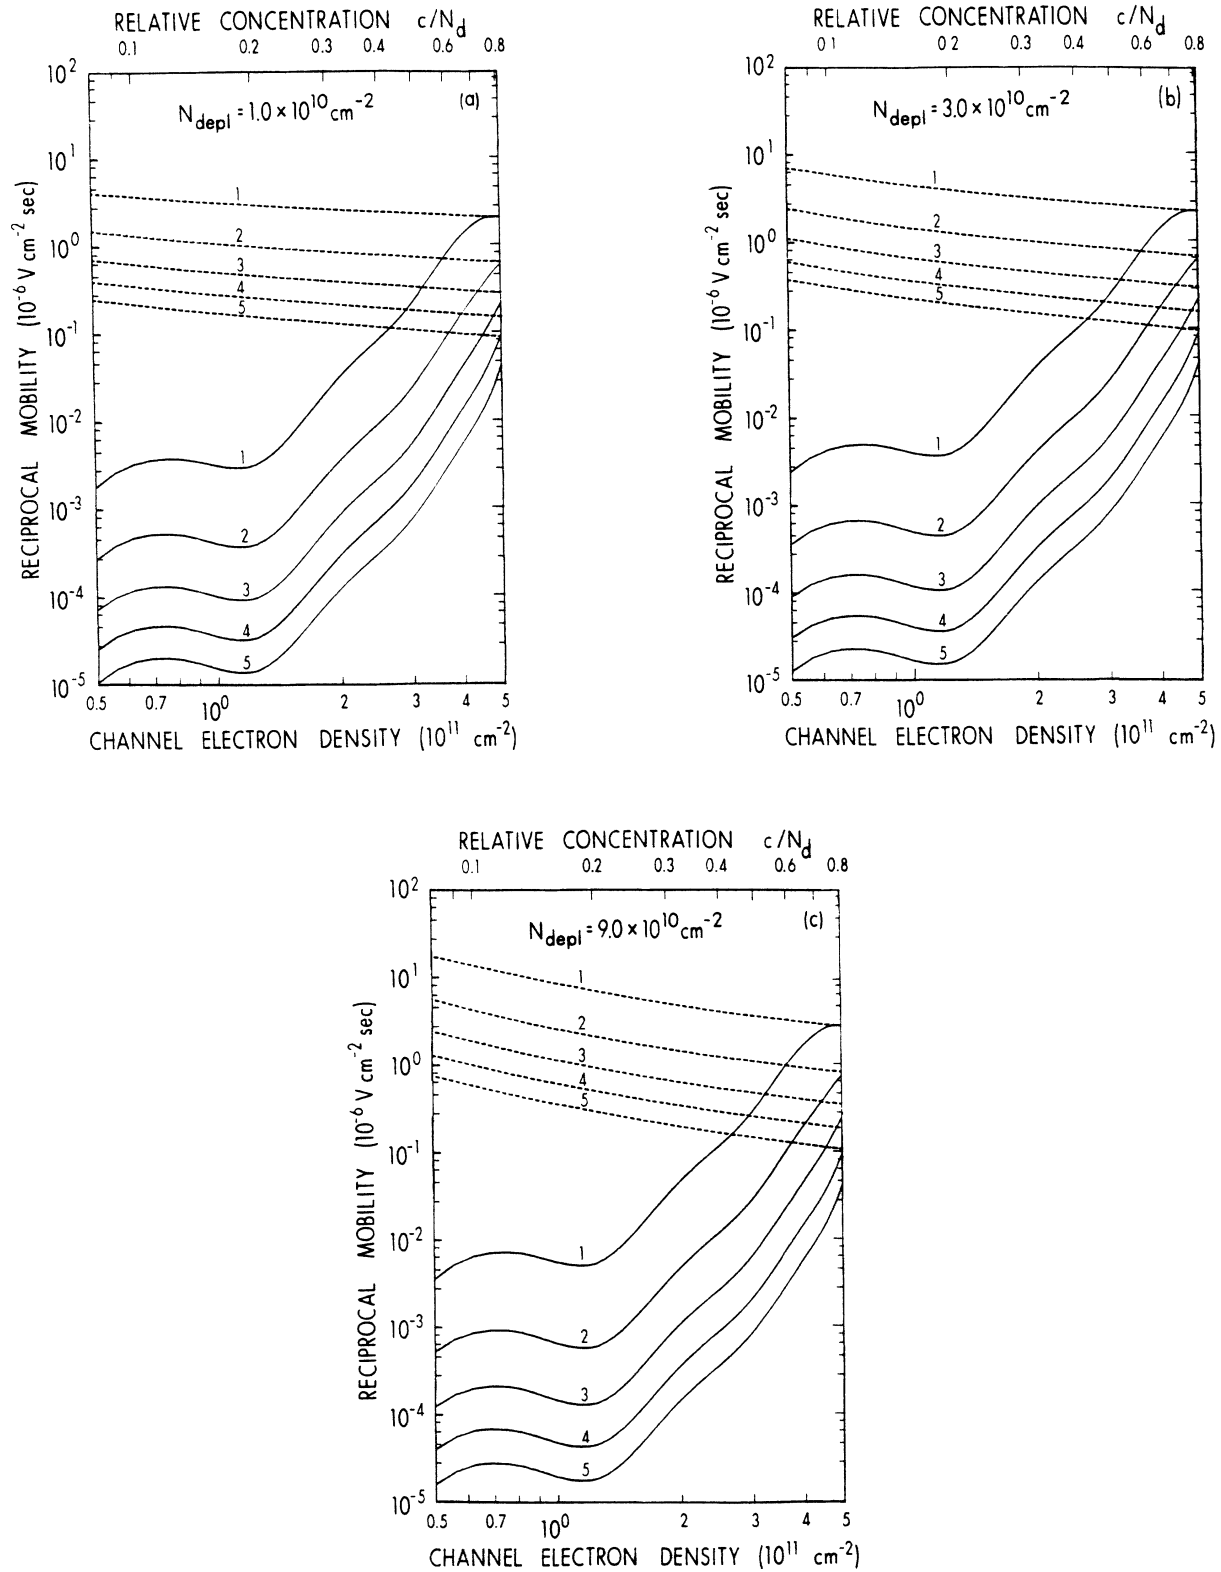 RELATIVE CONCENTRATION c/N_d
0.1 0.2 0.3 0.4 0.6 0.8
(a)
N_depl = 1.0 × 10^10 cm^-2
10^2
10^1
10^0
10^-1
10^-2
10^-3
10^-4
10^-5
RECIPROCAL MOBILITY (10^-6 V cm^-2 sec)
1
2
3
4
5
1
2
3
4
5
0.5 0.7 10^0 2 3 4 5
CHANNEL ELECTRON DENSITY (10^11 cm^-2)
RELATIVE CONCENTRATION c/N_d
0 1 0 2 0.3 0.4 0.6 0.8
(b)
N_depl = 3.0 × 10^10 cm^-2
10^2
10^1
10^0
10^-1
10^-2
10^-3
10^-4
10^-5
RECIPROCAL MOBILITY (10^-6 V cm^-2 sec)
1
2
3
4
5
1
2
3
4
5
0.5 0.7 10^0 2 3 4 5
CHANNEL ELECTRON DENSITY (10^11 cm^-2)
RELATIVE CONCENTRATION c/N_d
0.1 0.2 0.3 0.4 0.6 0.8
(c)
N_depl = 9.0 × 10^10 cm^-2
10^2
10^1
10^0
10^-1
10^-2
10^-3
10^-4
10^-5
RECIPROCAL MOBILITY (10^-6 V cm^-2 sec)
1
2
3
4
5
1
2
3
4
5
0.5 0.7 10^0 2 3 4 5
CHANNEL ELECTRON DENSITY (10^11 cm^-2)